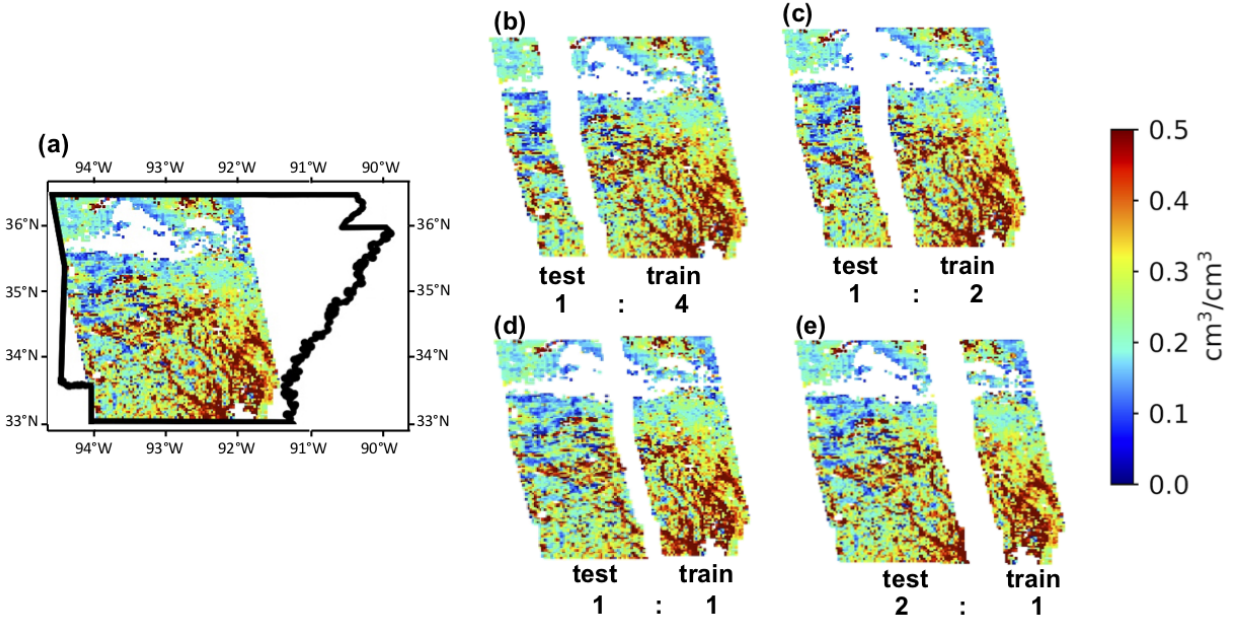 (a)
94°W 93°W 92°W 91°W 90°W
36°N 36°N
35°N 35°N
34°N 34°N
33°N 33°N
94°W 93°W 92°W 91°W 90°W
(b)
test train
1 : 4
(c)
test train
1 : 2
(d)
test train
1 : 1
(e)
test train
2 : 1
0.5
0.4
0.3
0.2
0.1
0.0
cm³/cm³